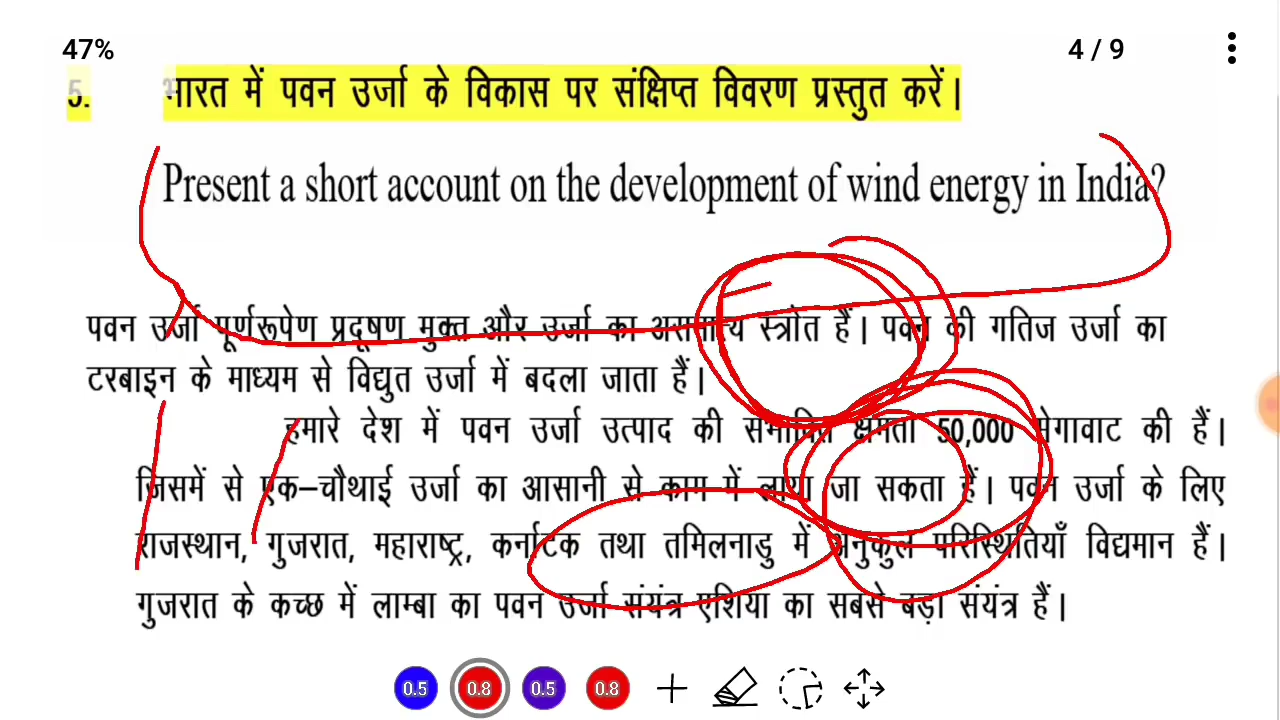 47%
4 / 9
5. भारत में पवन उर्जा के विकास पर संक्षिप्त विवरण प्रस्तुत करें।
Present a short account on the development of wind energy in India?
पवन उर्जा पूर्णरूपेण प्रदूषण मुक्त और उर्जा का असमाप्य स्त्रोत हैं। पवन की गतिज उर्जा का
टरबाइन के माध्यम से विद्युत उर्जा में बदला जाता हैं।
हमारे देश में पवन उर्जा उत्पाद की संभावित क्षमता 50,000 मेगावाट की हैं।
जिसमें से एक–चौथाई उर्जा का आसानी से काम में लाया जा सकता हैं। पवन उर्जा के लिए
राजस्थान, गुजरात, महाराष्ट्र, कर्नाटक तथा तमिलनाडु में अनुकुल परिस्थितियाँ विद्यमान हैं।
गुजरात के कच्छ में लाम्बा का पवन उर्जा संयंत्र एशिया का सबसे बड़ा संयंत्र हैं।
0.5 0.8 0.5 0.8